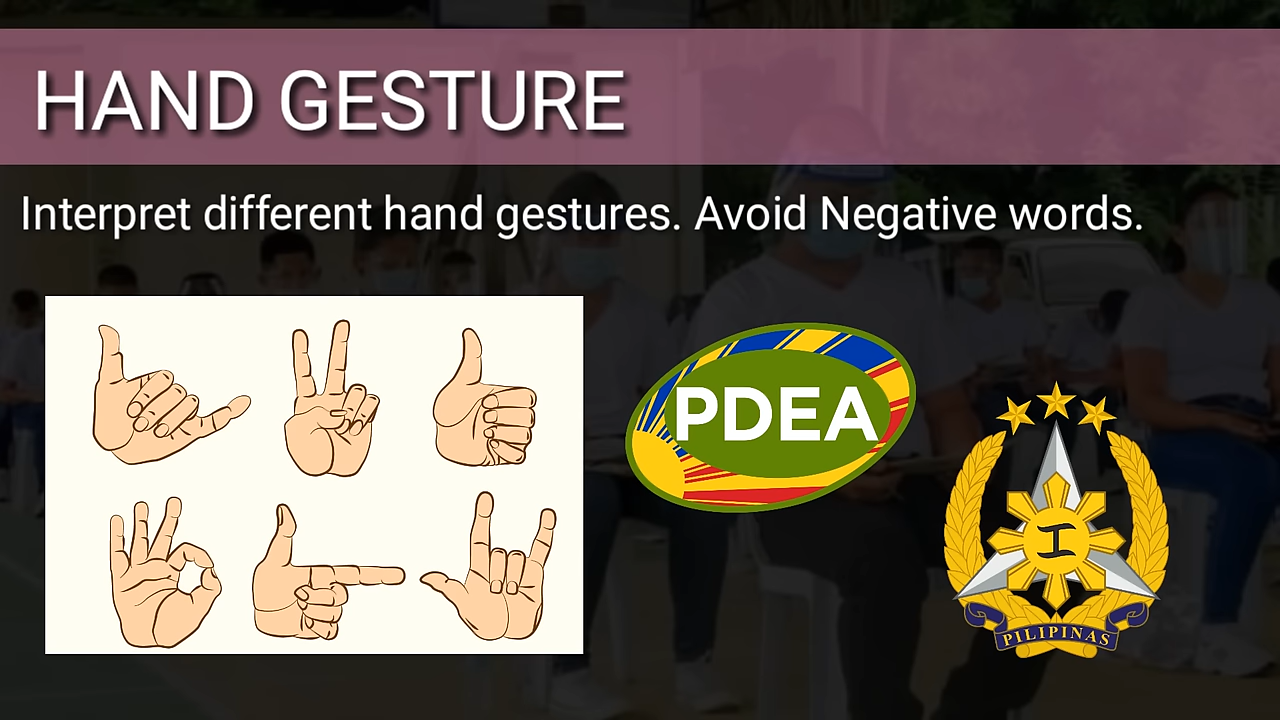 HAND GESTURE
Interpret different hand gestures. Avoid Negative words.
PDEA
PILIPINAS